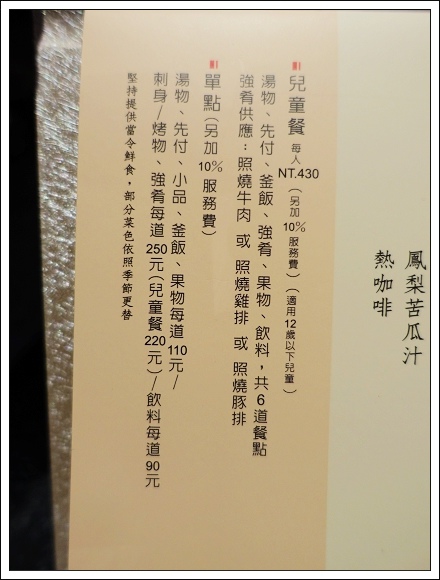 鳳梨苦瓜汁
熱咖啡
兒童餐 每人NT.430(另加10%服務費)(適用12歲以下兒童)
湯物、先付、釜飯、強肴、果物、飲料，共6道餐點
強肴供應：照燒牛肉 或 照燒雞排 或 照燒豚排
單點(另加10%服務費)
湯物、先付、小品、釜飯、果物每道110元/
刺身/烤物、強肴每道250元(兒童餐220元)/飲料每道90元
堅持提供當令鮮食，部分菜色依照季節更替